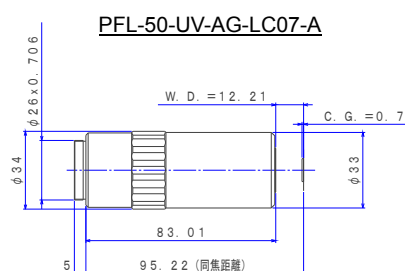 PFL-50-UV-AG-LC07-A
φ26x0.706
W. D. =12.21
C. G. =0.7
φ34
φ33
83.01
5
95.22 (同焦距離)